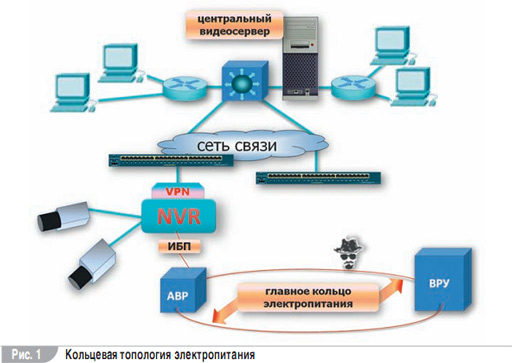 центральный
видеосервер
сеть связи
VPN
NVR
ИБП
АВР
главное кольцо
электропитания
ВРУ
Рис. 1 Кольцевая топология электропитания